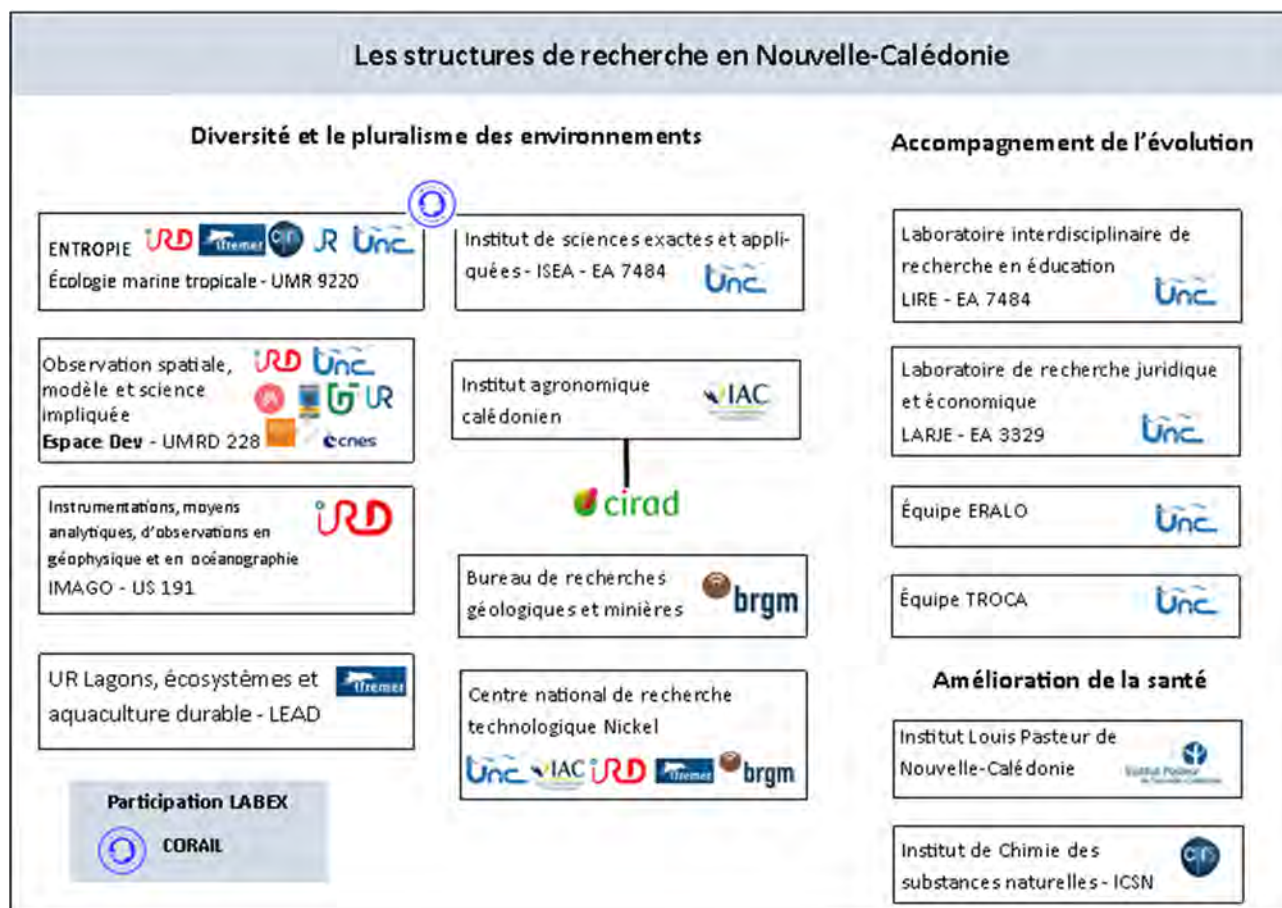 Les structures de recherche en Nouvelle-Calédonie
Diversité et le pluralisme des environnements
ENTROPIE IRD Ifremer cnrs UR Unc
Écologie marine tropicale - UMR 9220
Institut de sciences exactes et appli-
quées - ISEA - EA 7484
Unc
Observation spatiale,
modèle et science
impliquée
Espace Dev - UMRD 228
IRD Unc
UR
cnes
Institut agronomique
calédonien
IAC
cirad
Instrumentations, moyens
analytiques, d'observations en
géophysique et en océanographie
IMAGO - US 191
IRD
Bureau de recherches
géologiques et minières
brgm
UR Lagons, écosystèmes et
aquaculture durable - LEAD
Ifremer
Centre national de recherche
technologique Nickel
Unc IAC IRD Ifremer brgm
Participation LABEX
CORAIL
Accompagnement de l'évolution
Laboratoire interdisciplinaire de
recherche en éducation
LIRE - EA 7484
Unc
Laboratoire de recherche juridique
et économique
LARJE - EA 3329
Unc
Équipe ERALO
Unc
Équipe TROCA
Unc
Amélioration de la santé
Institut Louis Pasteur de
Nouvelle-Calédonie
Institut Pasteur
de Nouvelle-Calédonie
Institut de Chimie des
substances naturelles - ICSN
cnrs